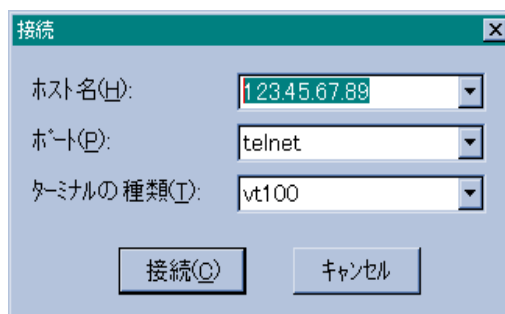 接続
ホスト名(H): 123.45.67.89
ポート(P): telnet
ターミナルの種類(T): vt100
接続(C) キャンセル